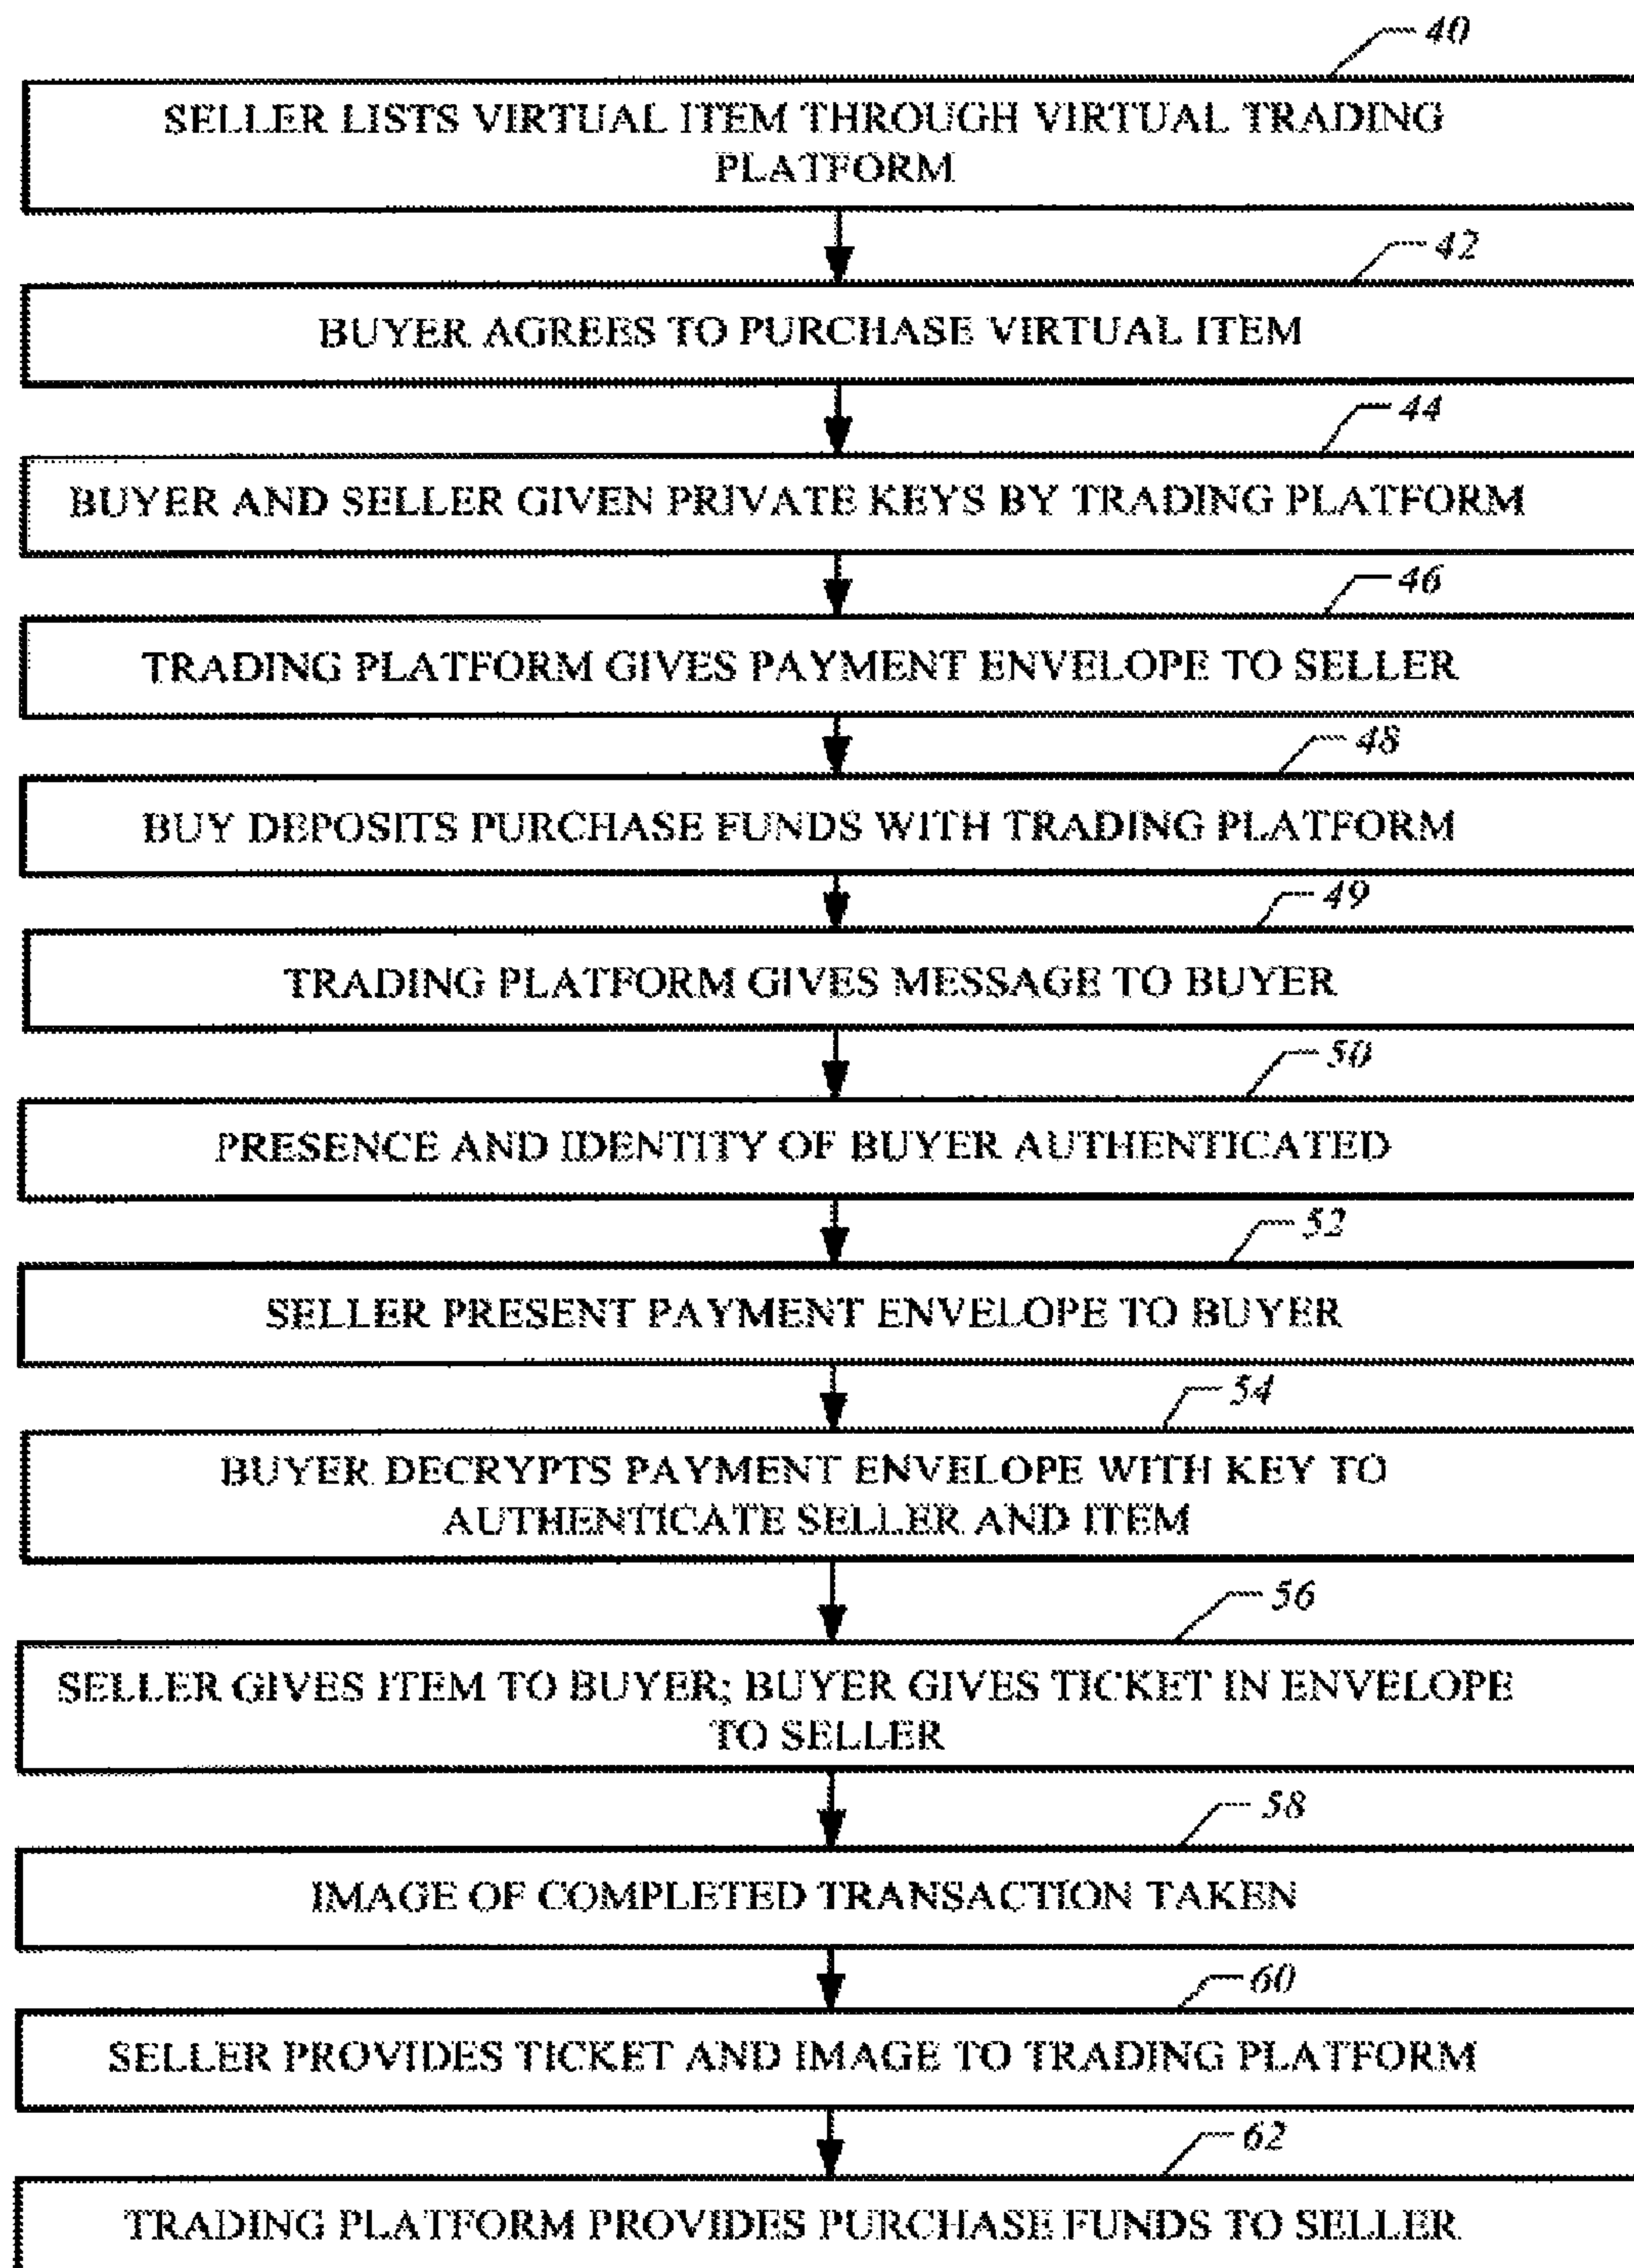 40
SELLER LISTS VIRTUAL ITEM THROUGH VIRTUAL TRADING
PLATFORM
42
BUYER AGREES TO PURCHASE VIRTUAL ITEM
44
BUYER AND SELLER GIVEN PRIVATE KEYS BY TRADING PLATFORM
46
TRADING PLATFORM GIVES PAYMENT ENVELOPE TO SELLER
48
BUY DEPOSITS PURCHASE FUNDS WITH TRADING PLATFORM
49
TRADING PLATFORM GIVES MESSAGE TO BUYER
50
PRESENCE AND IDENTITY OF BUYER AUTHENTICATED
52
SELLER PRESENT PAYMENT ENVELOPE TO BUYER
54
BUYER DECRYPTS PAYMENT ENVELOPE WITH KEY TO
AUTHENTICATE SELLER AND ITEM
56
SELLER GIVES ITEM TO BUYER; BUYER GIVES TICKET IN ENVELOPE
TO SELLER
58
IMAGE OF COMPLETED TRANSACTION TAKEN
60
SELLER PROVIDES TICKET AND IMAGE TO TRADING PLATFORM
62
TRADING PLATFORM PROVIDES PURCHASE FUNDS TO SELLER